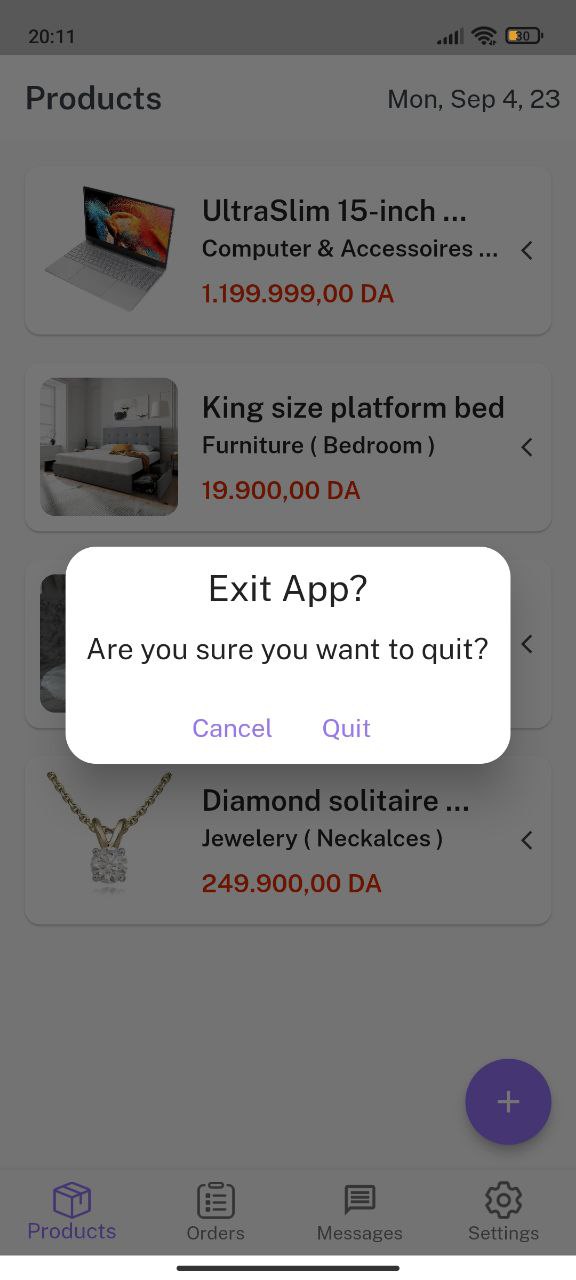 20:11
30
Products
Mon, Sep 4, 23
UltraSlim 15-inch ...
Computer & Accessoires ...
1.199.999,00 DA
King size platform bed
Furniture ( Bedroom )
19.900,00 DA
Exit App?
Are you sure you want to quit?
Cancel
Quit
Diamond solitaire ...
Jewelery ( Neckalces )
249.900,00 DA
+
Products
Orders
Messages
Settings